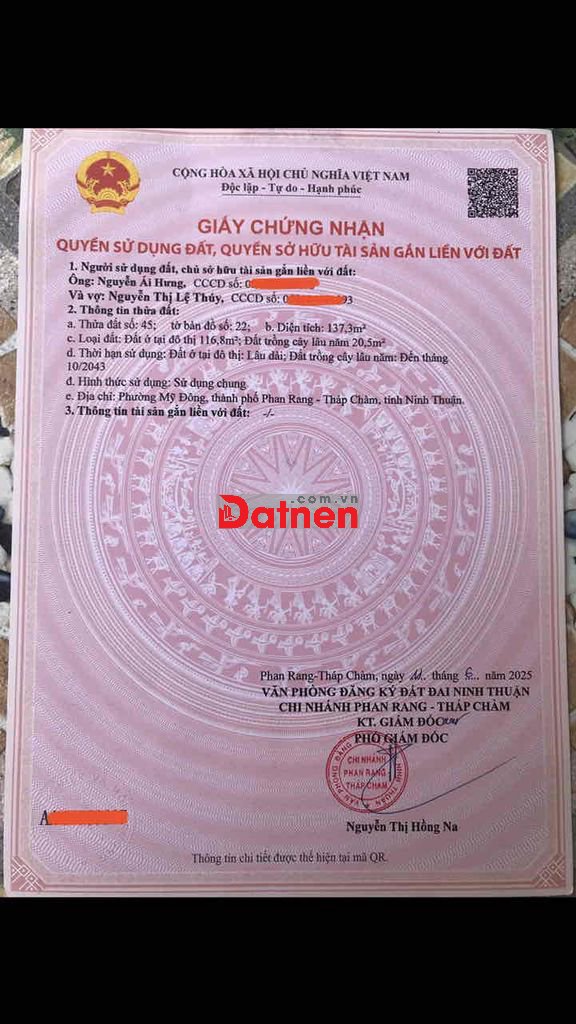 CỘNG HÒA XÃ HỘI CHỦ NGHĨA VIỆT NAM
Độc lập - Tự do - Hạnh phúc
GIẤY CHỨNG NHẬN
QUYỀN SỬ DỤNG ĐẤT, QUYỀN SỞ HỮU TÀI SẢN GẮN LIỀN VỚI ĐẤT
1. Người sử dụng đất, chủ sở hữu tài sản gắn liền với đất:
Ông: Nguyễn Ái Hưng, CCCD số: 0
Và vợ: Nguyễn Thị Lệ Thúy, CCCD số: 0 93
2. Thông tin thửa đất:
a. Thửa đất số: 45; tờ bản đồ số: 22; b. Diện tích: 137,3m²
c. Loại đất: Đất ở tại đô thị 116,8m²; Đất trồng cây lâu năm 20,5m²
d. Thời hạn sử dụng: Đất ở tại đô thị: Lâu dài; Đất trồng cây lâu năm: Đến tháng
10/2043
đ. Hình thức sử dụng: Sử dụng chung
e. Địa chỉ: Phường Mỹ Đông, thành phố Phan Rang - Tháp Chàm, tỉnh Ninh Thuận.
3. Thông tin tài sản gắn liền với đất: -/-
.com.vn
Datnen
Phan Rang-Tháp Chàm, ngày tháng 6 năm 2025
VĂN PHÒNG ĐĂNG KÝ ĐẤT ĐAI NINH THUẬN
CHI NHÁNH PHAN RANG - THÁP CHÀM
KT. GIÁM ĐỐC
PHÓ GIÁM ĐỐC
CHI NHÁNH
PHAN RANG
THÁP CHÀM
Nguyễn Thị Hồng Na
A
Thông tin chi tiết được thể hiện tại mã QR.